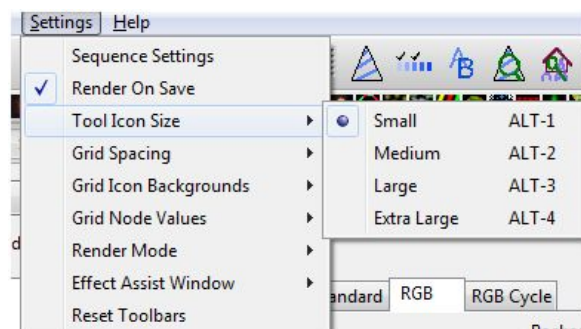 Settings Help
Sequence Settings
Render On Save
Tool Icon Size
Small ALT-1
Medium ALT-2
Large ALT-3
Extra Large ALT-4
Grid Spacing
Grid Icon Backgrounds
Grid Node Values
Render Mode
Effect Assist Window
Reset Toolbars
andard RGB RGB Cycle